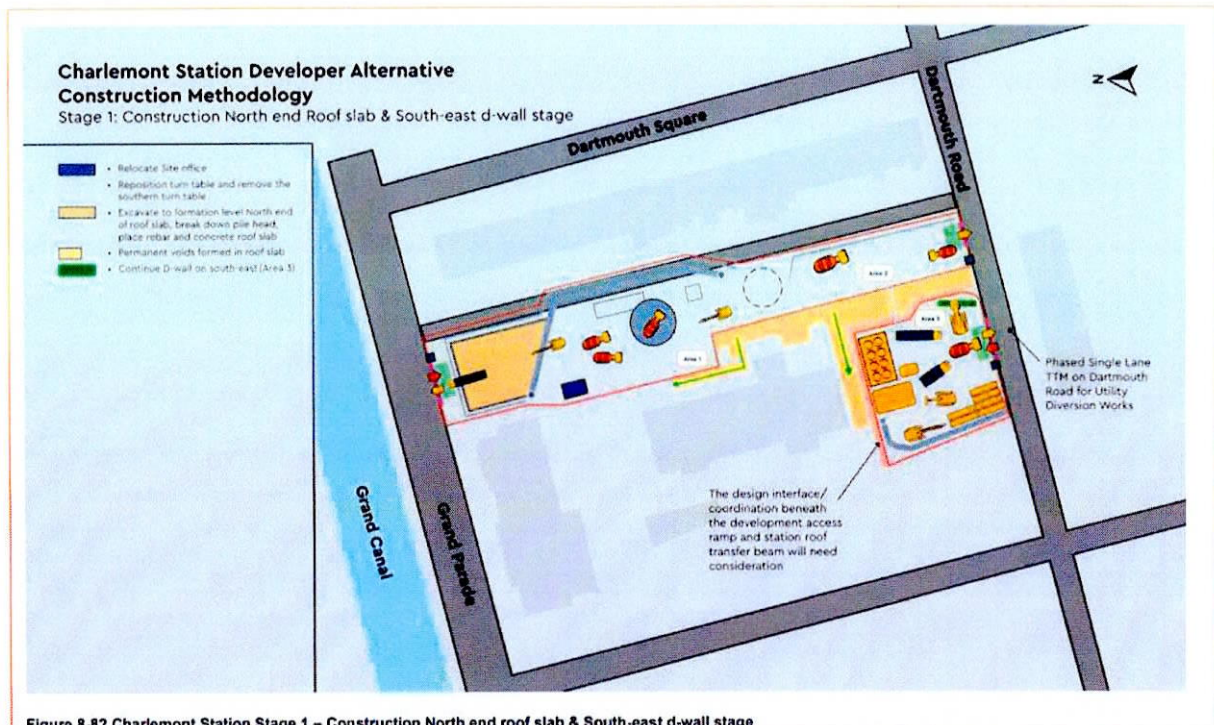 Charlemont Station Developer Alternative
Construction Methodology
Stage 1: Construction North end Roof slab & South-east d-wall stage
• Relocate Site office
• Reposition turn table and remove the
southern turn table
• Excavate to formation level North end
of roof slab, break down pile head,
place rebar and concrete roof slab
• Permanent voids formed in roof slab
• Continue D-wall on south-east (Area 3)
Dartmouth Square
Dartmouth Road
N
Area 2
Area 1
Area 3
Phased Single Lane
TTM on Dartmouth
Road for Utility
Diversion Works
The design interface/
coordination beneath
the development access
ramp and station roof
transfer beam will need
consideration
Grand Canal
Grand Parade
Figure 8.82 Charlemont Station Stage 1 – Construction North end roof slab & South-east d-wall stage